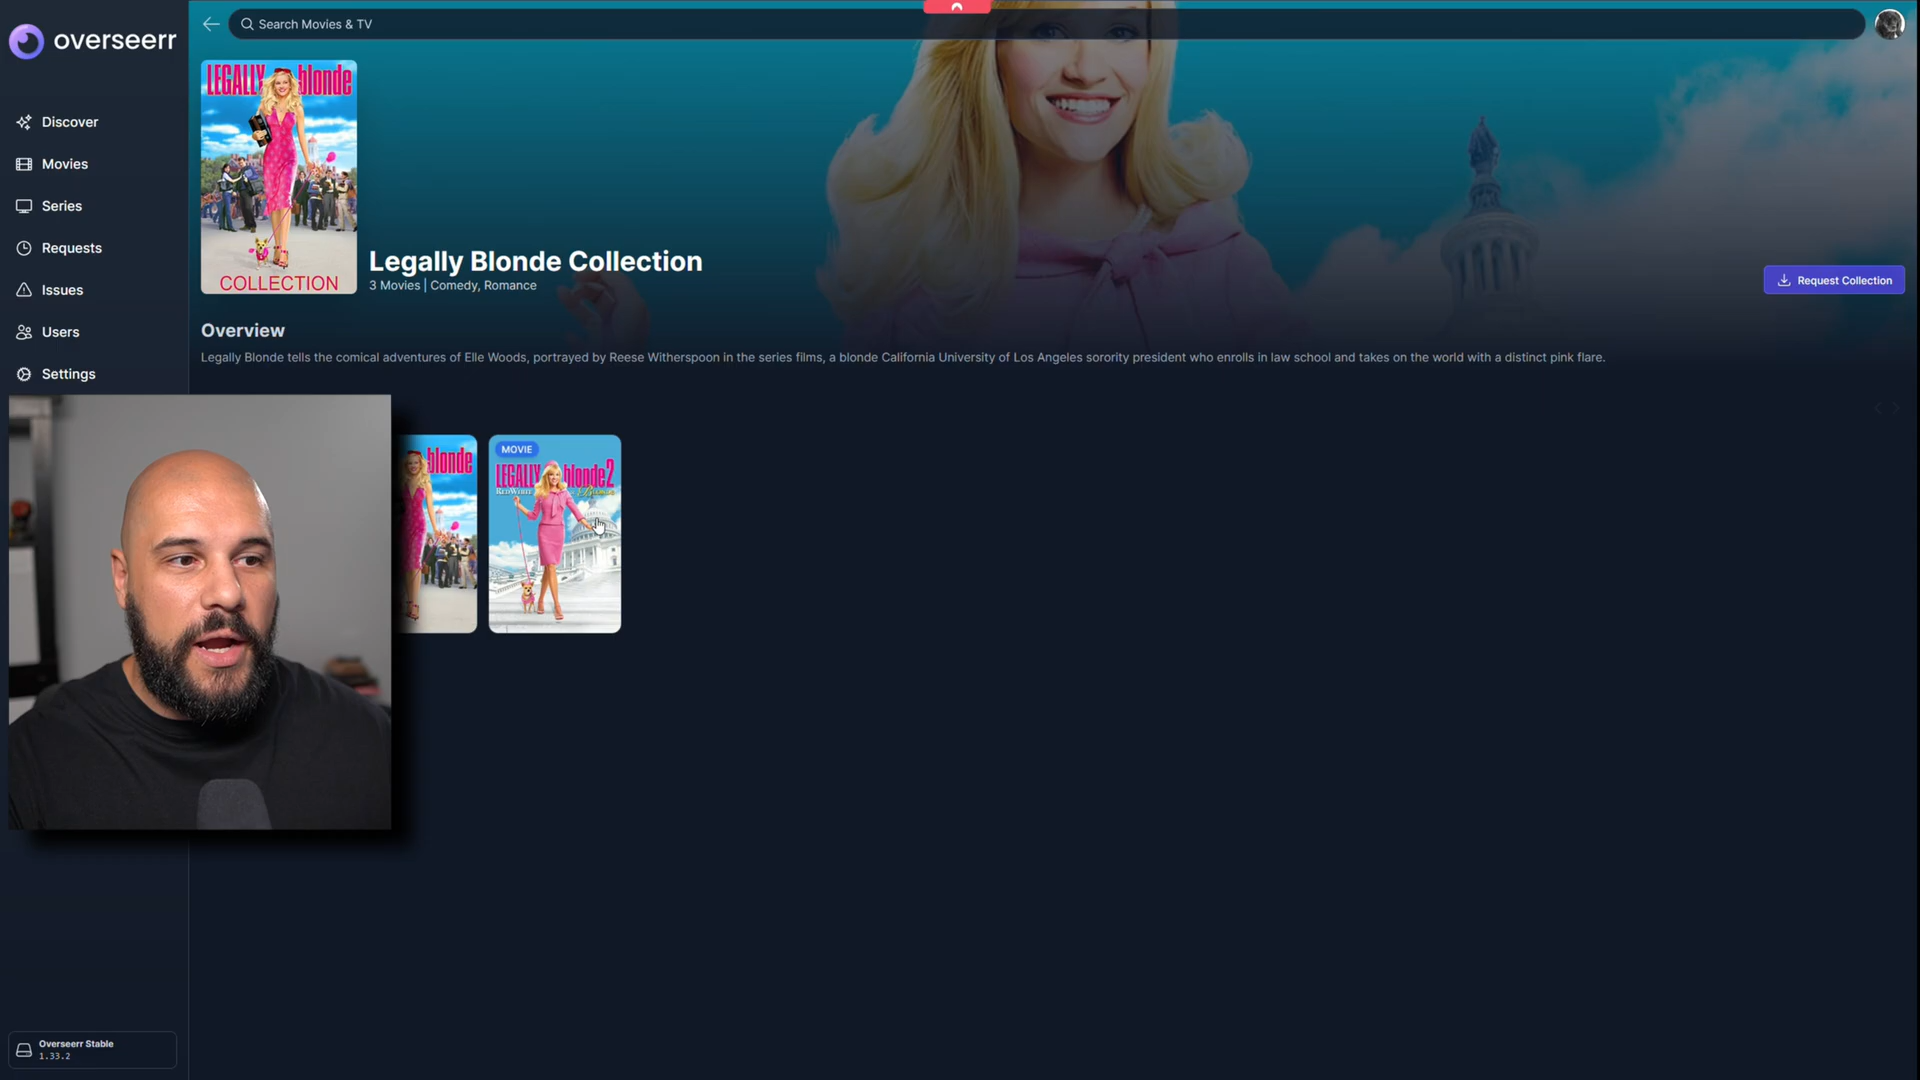 overseerr
Search Movies & TV
Discover
Movies
Series
Requests
Issues
Users
Settings
LEGALLY blonde
COLLECTION
Legally Blonde Collection
3 Movies | Comedy, Romance
Request Collection
Overview
Legally Blonde tells the comical adventures of Elle Woods, portrayed by Reese Witherspoon in the series films, a blonde California University of Los Angeles sorority president who enrolls in law school and takes on the world with a distinct pink flare.
blonde
MOVIE
LEGALLY blonde 2
RED WHITE & Blonde
Overseerr Stable
1.33.2